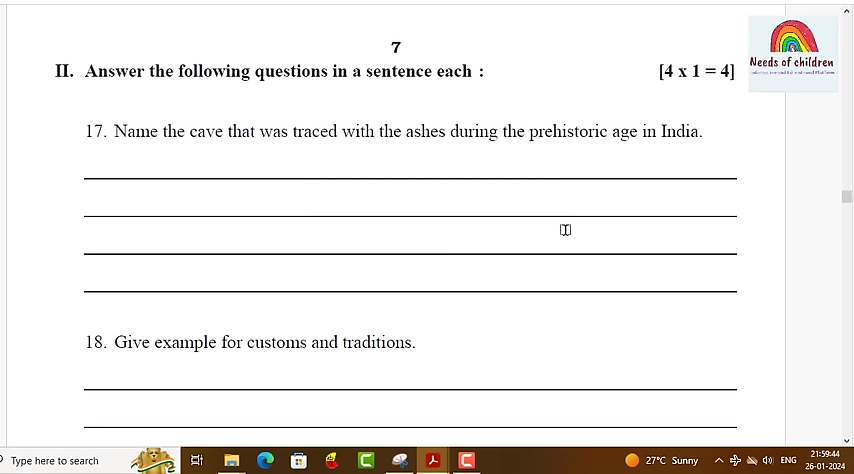 7
II. Answer the following questions in a sentence each :
[4 x 1 = 4]
Needs of children
17. Name the cave that was traced with the ashes during the prehistoric age in India.
18. Give example for customs and traditions.
Type here to search
27°C Sunny
ENG
21:59:44
26-01-2024